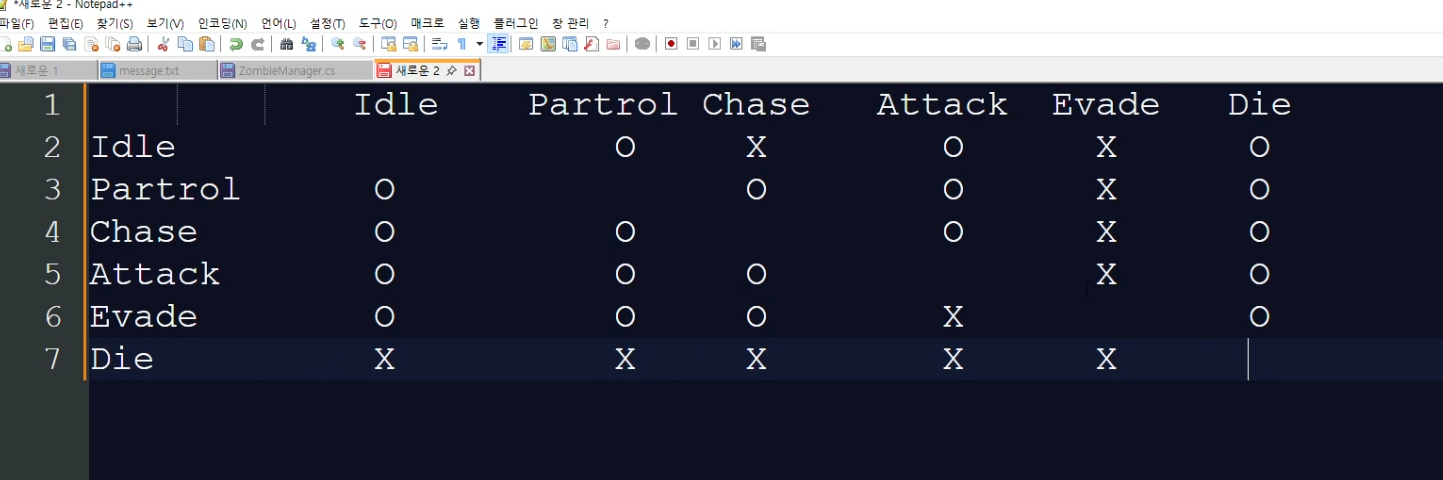 *새로운 2 - Notepad++
파일(F) 편집(E) 찾기(S) 보기(V) 인코딩(N) 언어(L) 설정(T) 도구(O) 매크로 실행 플러그인 창 관리 ?
새로운 1 message.txt ZombieManager.cs 새로운 2
1 Idle Partrol Chase Attack Evade Die
2 Idle O X O X O
3 Partrol O O O X O
4 Chase O O O X O
5 Attack O O O X O
6 Evade O O O X O
7 Die X X X X X